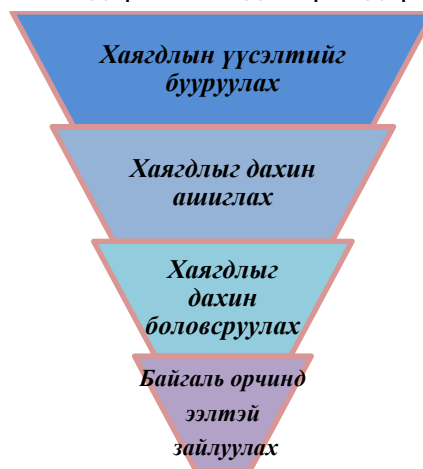 Хаягдлын үүсэлтийг
бууруулах
Хаягдлыг дахин
ашиглах
Хаягдлыг
дахин
боловсруулах
Байгаль орчинд
ээлтэй
зайлуулах